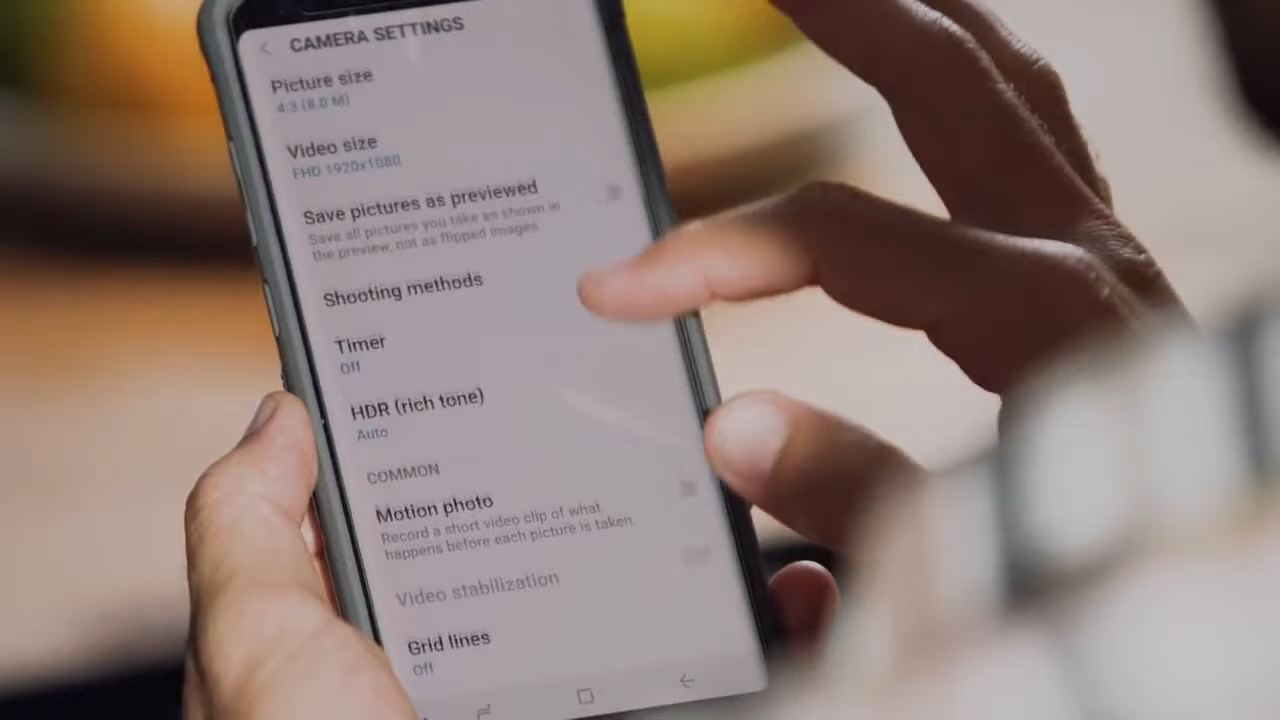 CAMERA SETTINGS
Picture size
4:3 (8.0 M)
Video size
FHD 1920x1080
Save pictures as previewed
Save all pictures you take as shown in
the preview, not as flipped images.
Shooting methods
Timer
Off
HDR (rich tone)
Auto
COMMON
Motion photo
Record a short video clip of what
happens before each picture is taken.
Video stabilization
Grid lines
Off